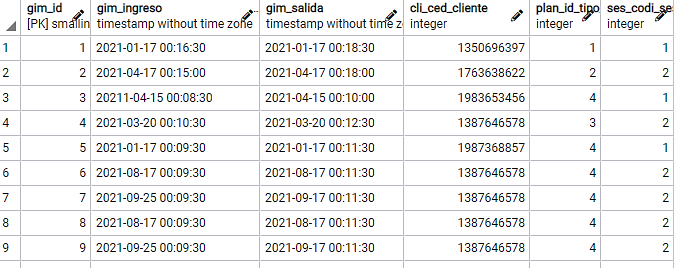 gim_id gim_ingreso gim_salida cli_ced_cliente plan_id_tipo ses_codi_se
[PK] smallin timestamp without time zone timestamp without time z integer integer integer
1 1 2021-01-17 00:16:30 2021-01-17 00:18:30 1350696397 1 1
2 2 2021-04-17 00:15:00 2021-04-17 00:18:00 1763638622 2 2
3 3 20211-04-15 00:08:30 2021-04-15 00:10:00 1983653456 4 1
4 4 2021-03-20 00:10:30 2021-03-20 00:12:30 1387646578 3 2
5 5 2021-01-17 00:09:30 2021-01-17 00:11:30 1987368857 4 1
6 6 2021-08-17 00:09:30 2021-08-17 00:11:30 1387646578 4 2
7 7 2021-09-25 00:09:30 2021-09-17 00:11:30 1387646578 4 2
8 8 2021-08-17 00:09:30 2021-08-17 00:11:30 1387646578 4 2
9 9 2021-09-25 00:09:30 2021-09-17 00:11:30 1387646578 4 2